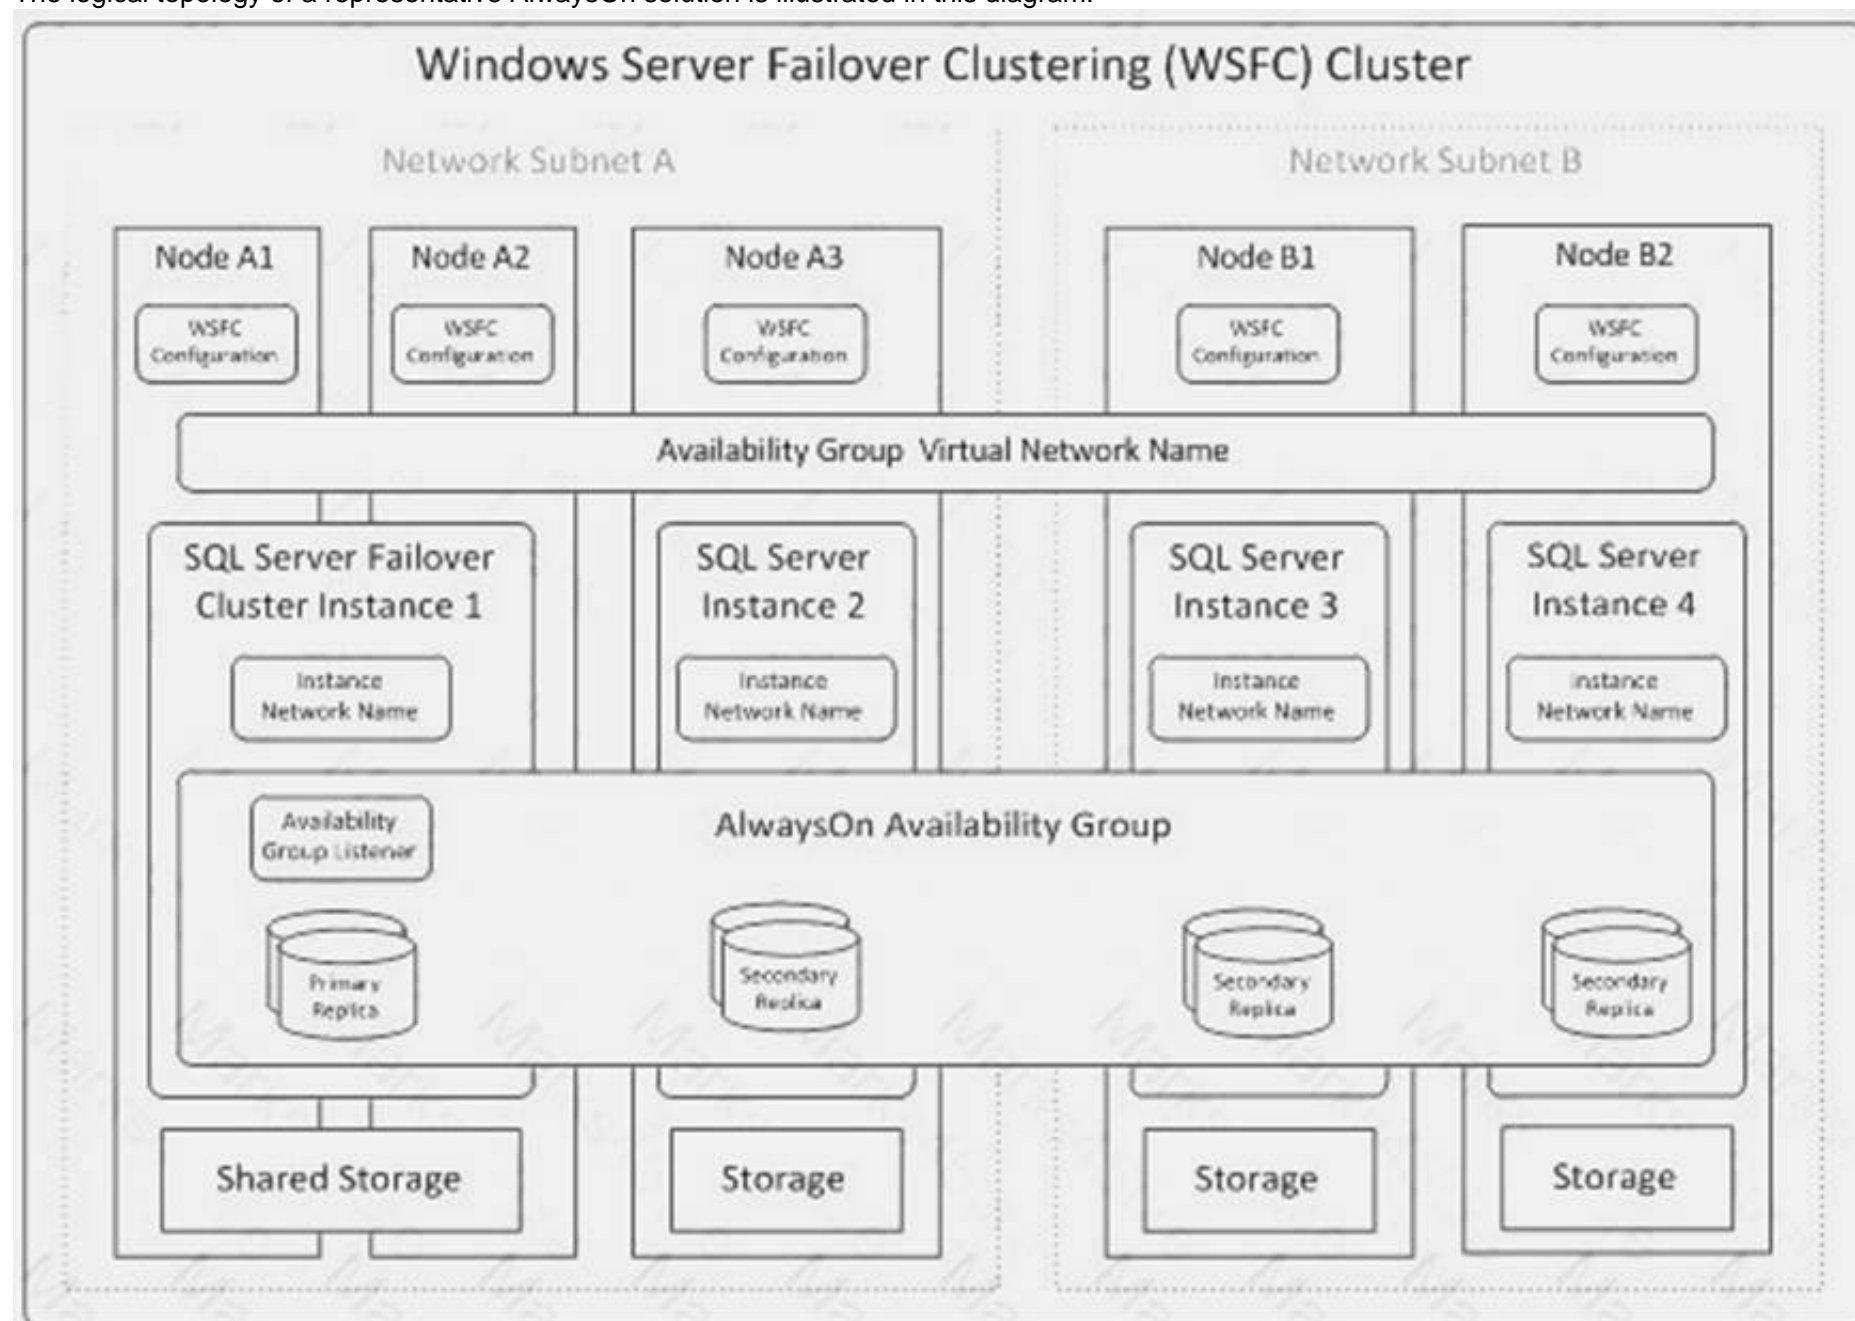 The logical topology of a representative AlwaysOn solution is illustrated in this diagram.
Windows Server Failover Clustering (WSFC) Cluster
Network Subnet A
Network Subnet B
Node A1
Node A2
Node A3
Node B1
Node B2
WSFC
Configuration
WSFC
Configuration
WSFC
Configuration
WSFC
Configuration
WSFC
Configuration
Availability Group Virtual Network Name
SQL Server Failover
Cluster Instance 1
SQL Server
Instance 2
SQL Server
Instance 3
SQL Server
Instance 4
Instance
Network Name
Instance
Network Name
Instance
Network Name
Instance
Network Name
Availability
Group Listener
AlwaysOn Availability Group
Primary
Replica
Secondary
Replica
Secondary
Replica
Secondary
Replica
Shared Storage
Storage
Storage
Storage